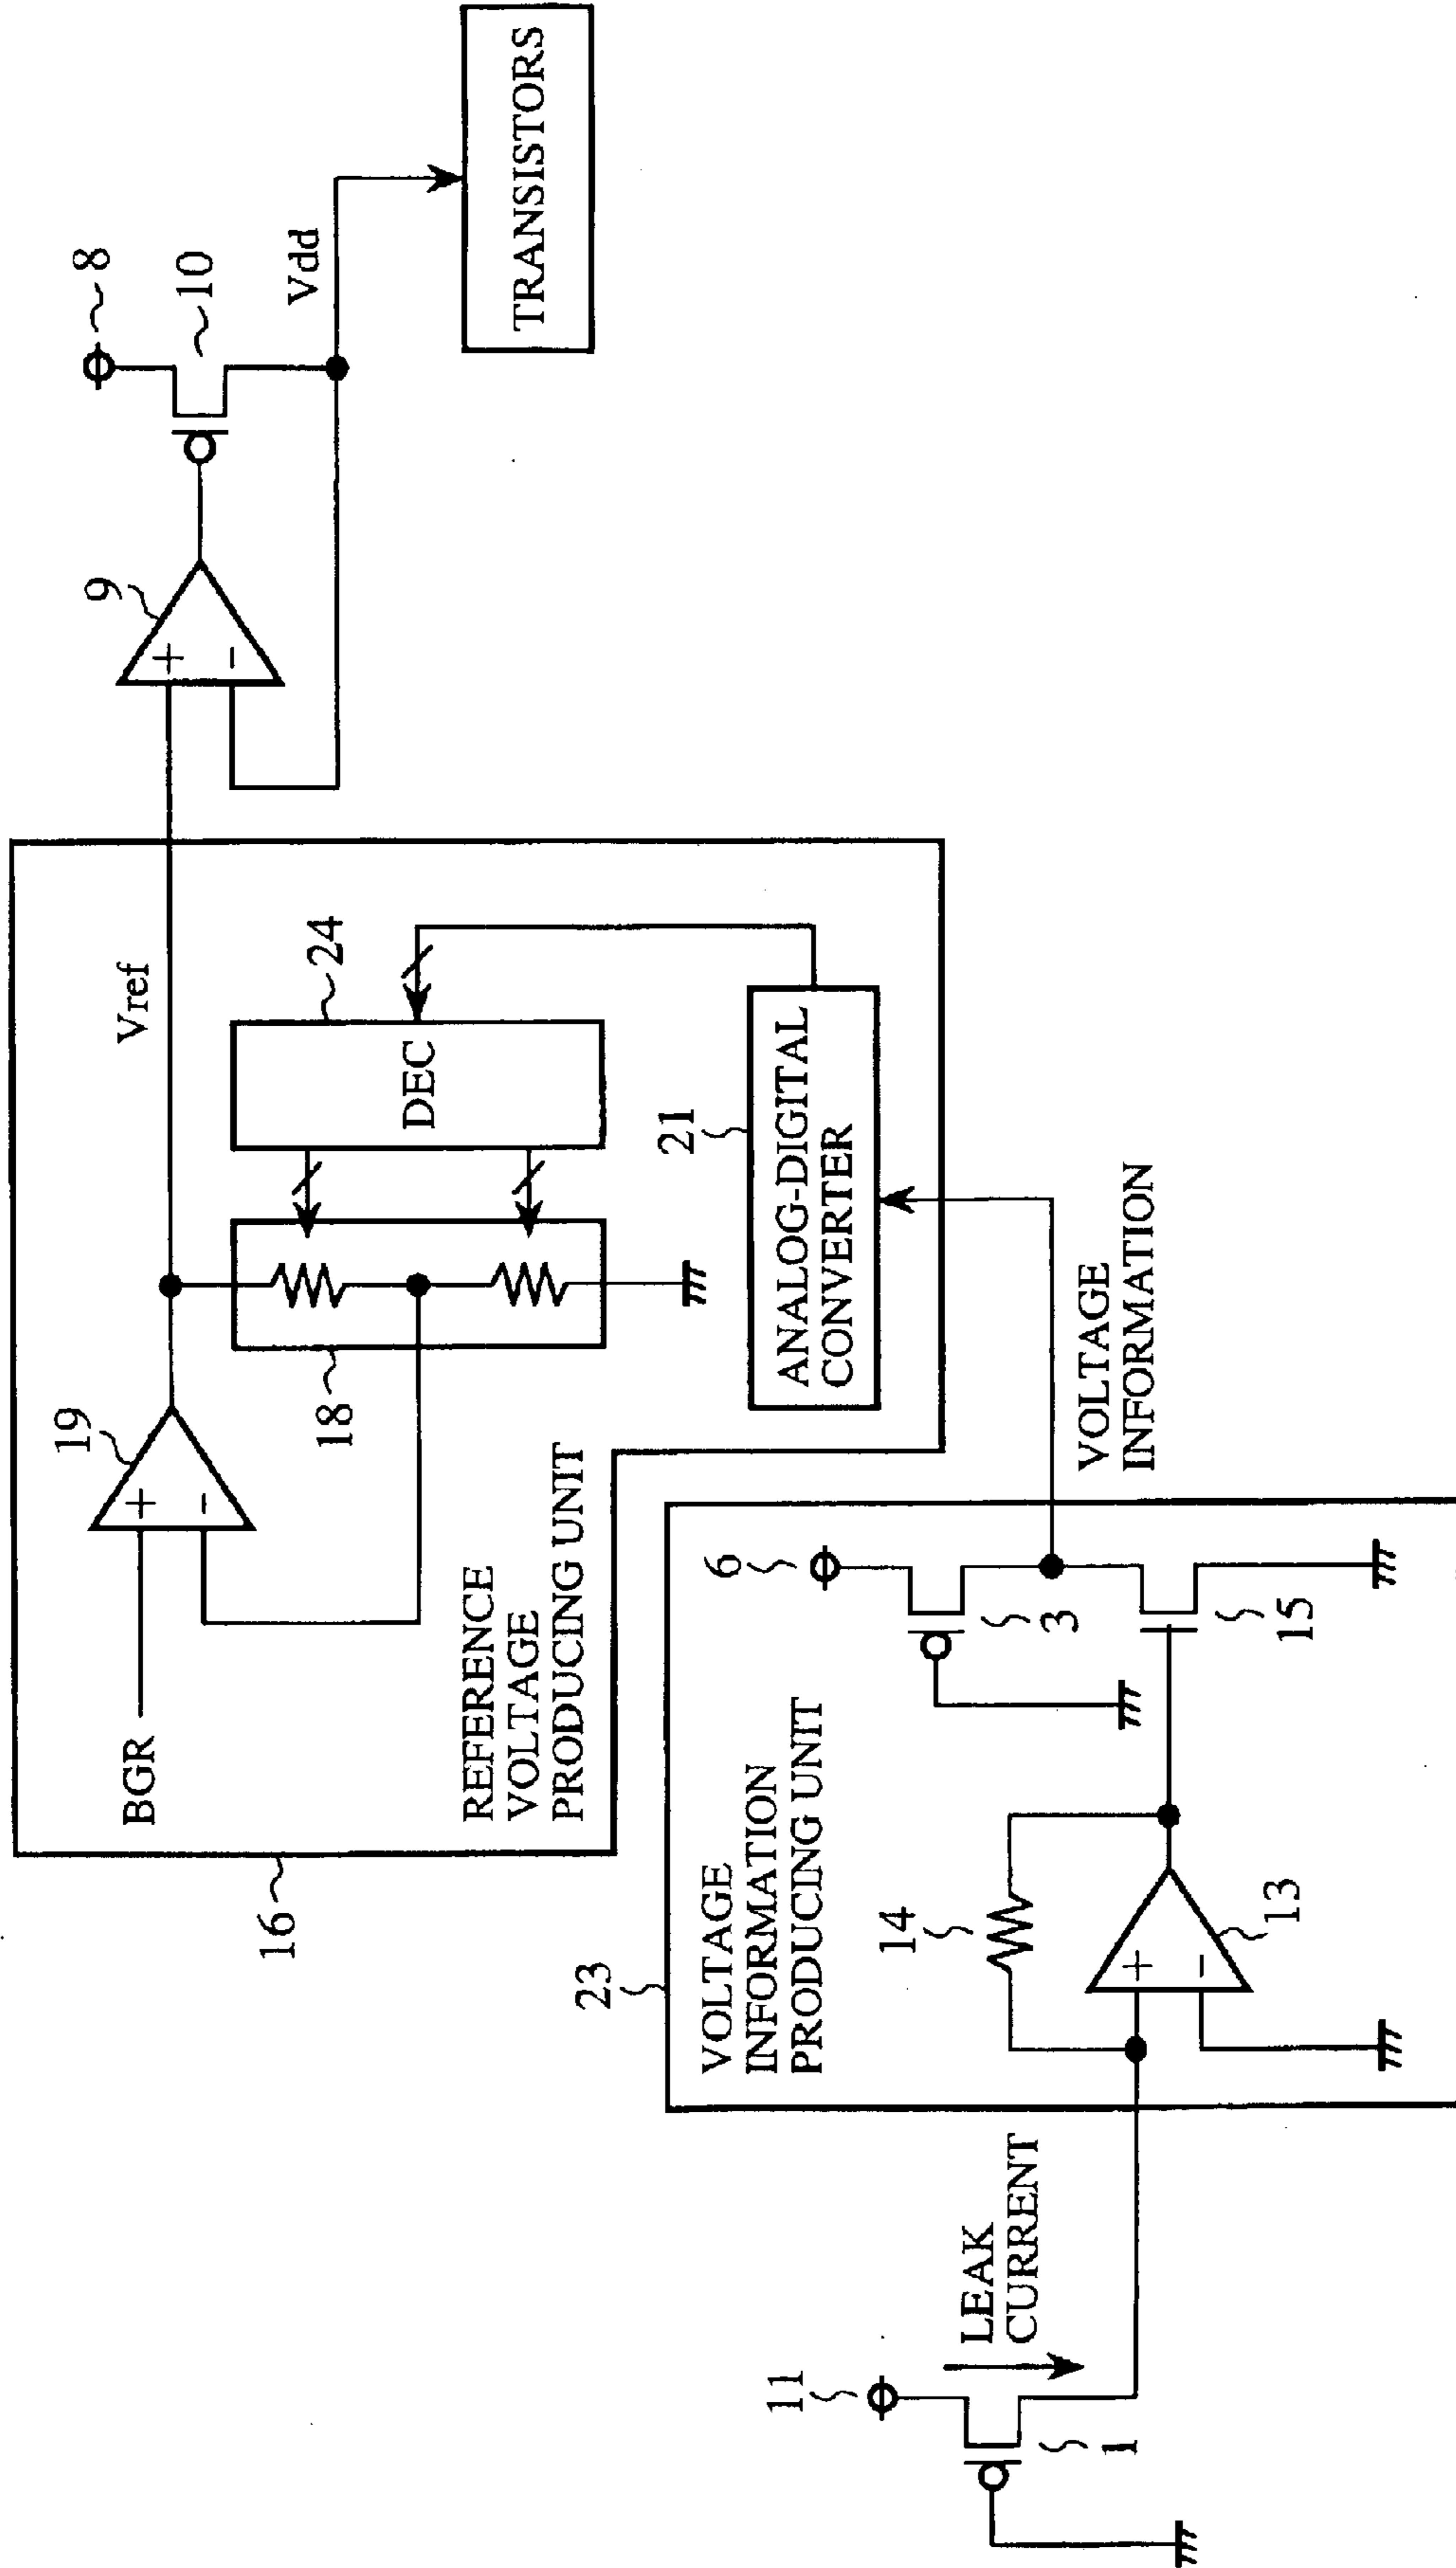 BGR
19
+
-
Vref
18
24
DEC
REFERENCE
VOLTAGE
PRODUCING UNIT
16
21
ANALOG-DIGITAL
CONVERTER
9
+
-
8
10
Vdd
TRANSISTORS
11
1
LEAK
CURRENT
23
VOLTAGE
INFORMATION
PRODUCING UNIT
14
+
-
13
6
3
15
VOLTAGE
INFORMATION